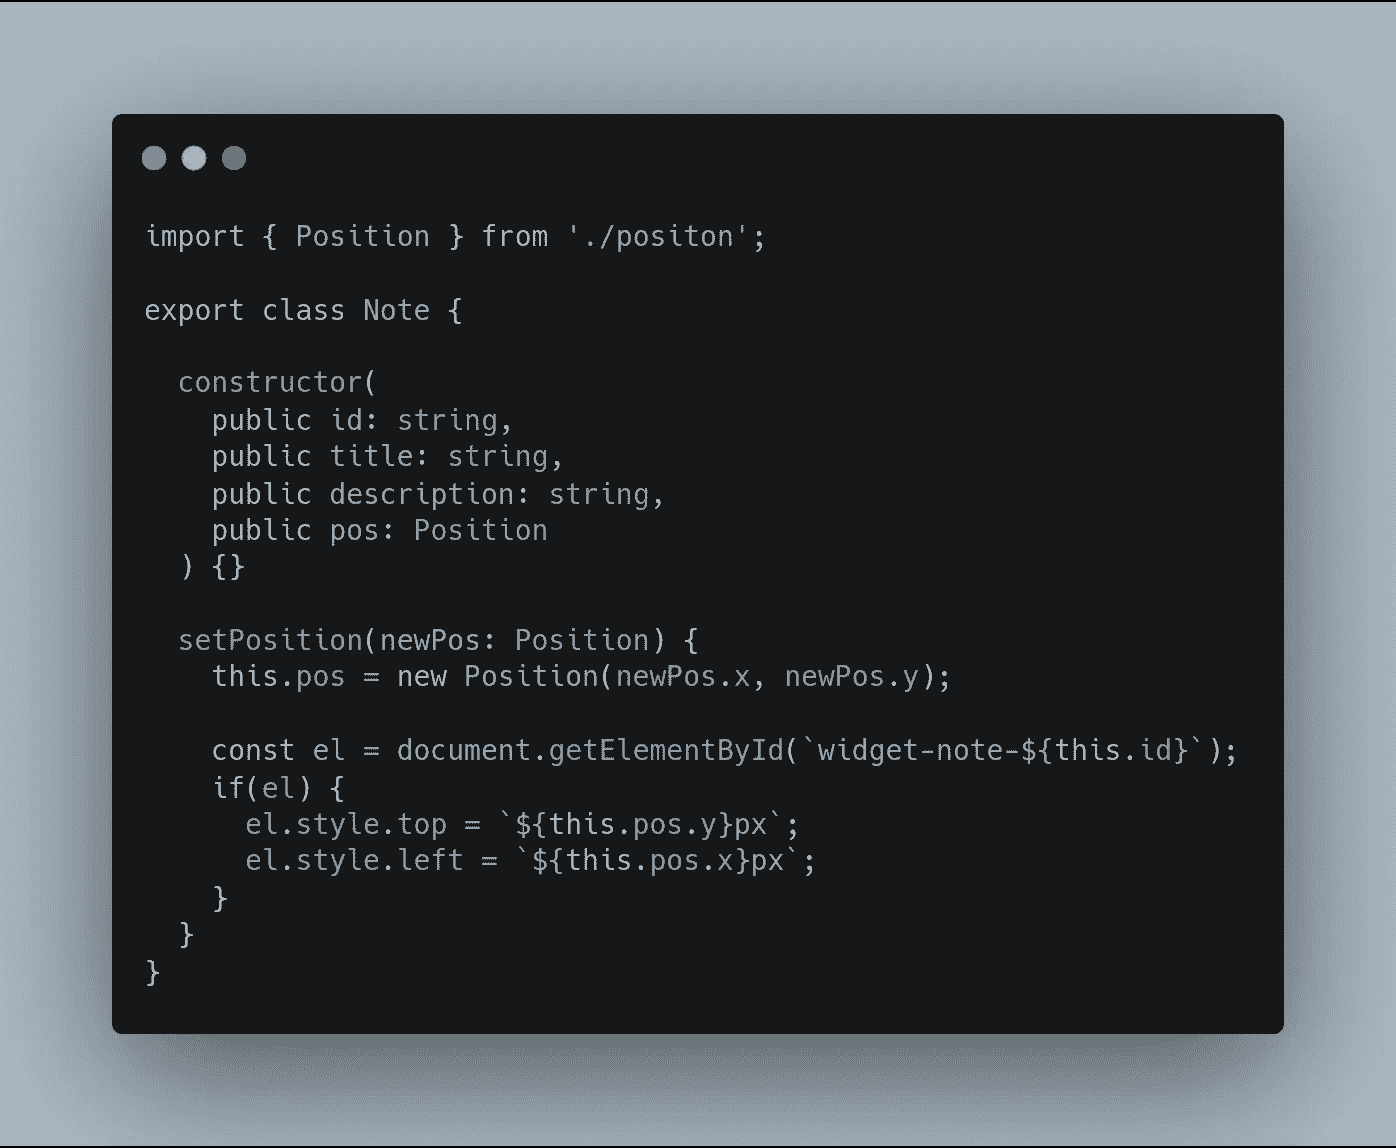 import { Position } from './positon';
export class Note {
constructor(
public id: string,
public title: string,
public description: string,
public pos: Position
) {}
setPosition(newPos: Position) {
this.pos = new Position(newPos.x, newPos.y);
const el = document.getElementById(`widget-note-${this.id}`);
if(el) {
el.style.top = `${this.pos.y}px`;
el.style.left = `${this.pos.x}px`;
}
}
}